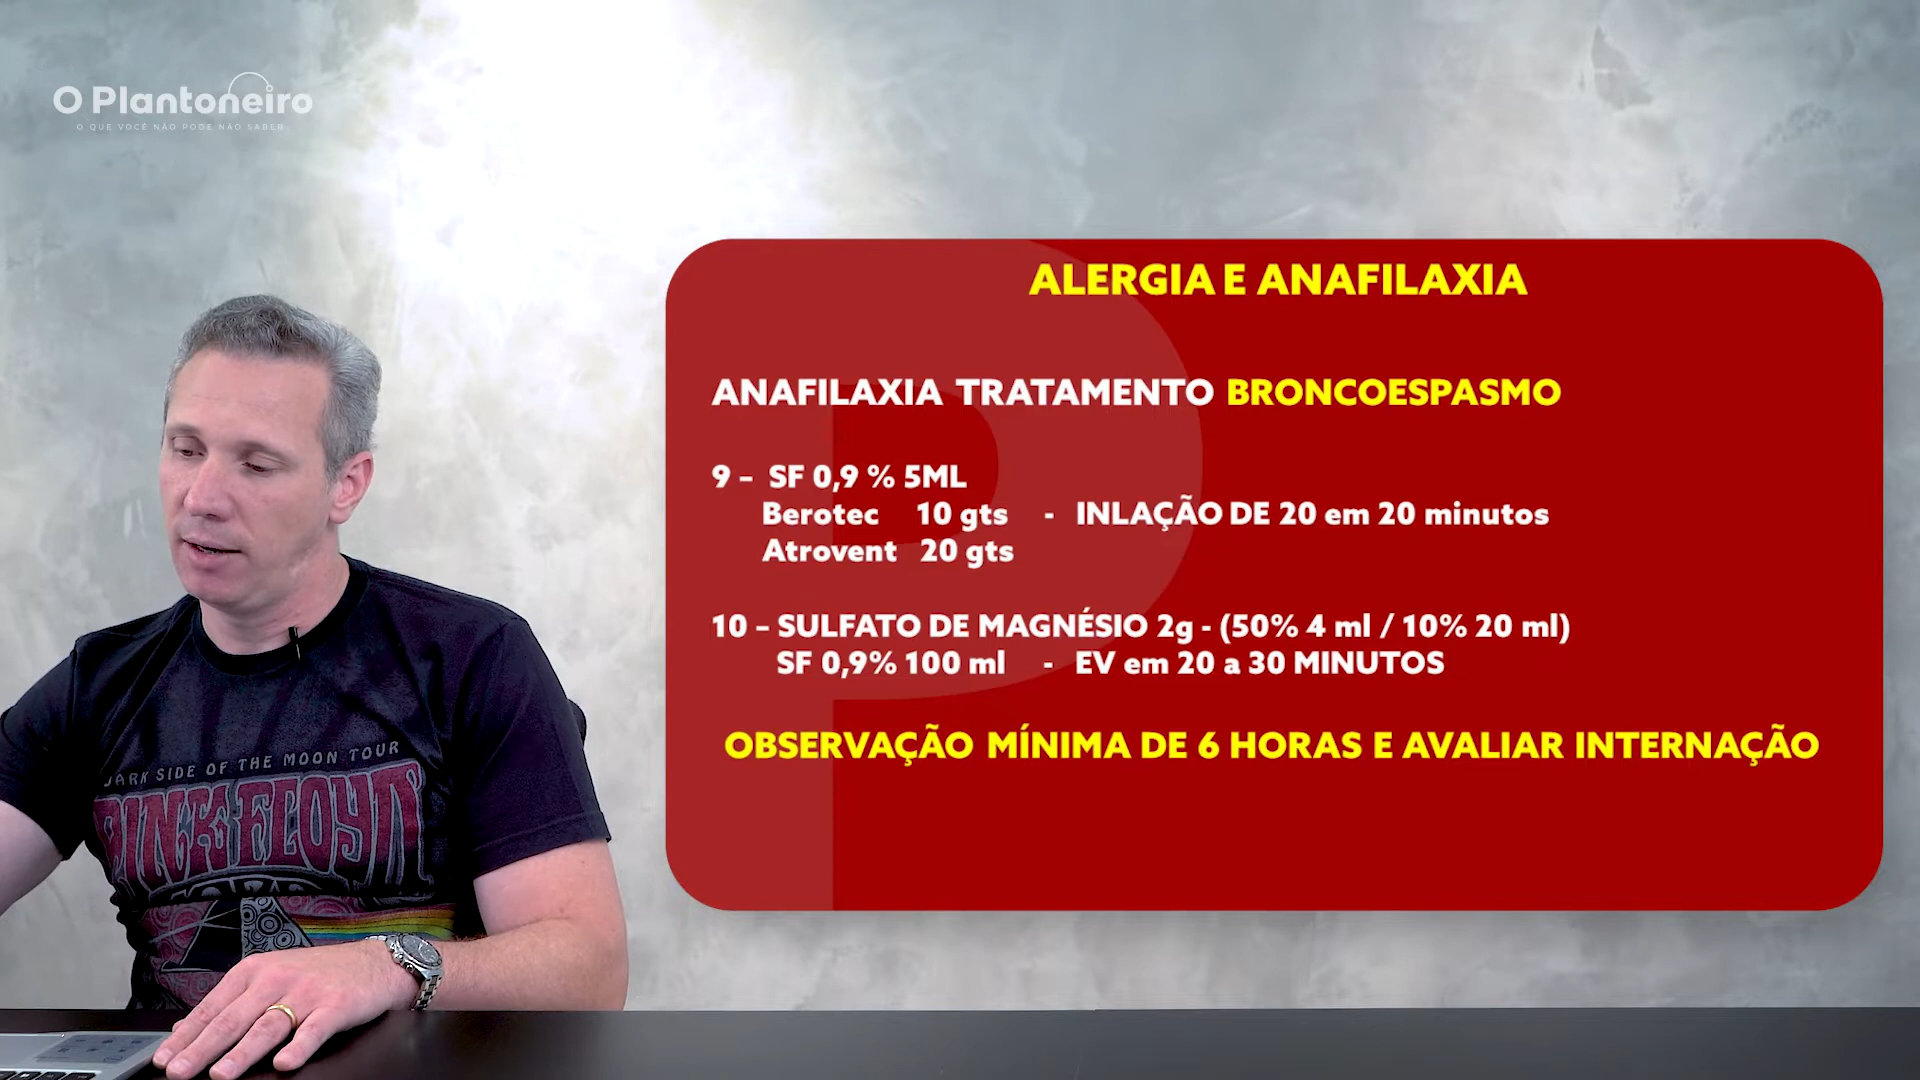 O Plantoneiro
O QUE VOCÊ NÃO PODE NÃO SABER
ALERGIA E ANAFILAXIA
ANAFILAXIA TRATAMENTO BRONCOESPASMO
9 – SF 0,9 % 5ML
Berotec 10 gts - INLAÇÃO DE 20 em 20 minutos
Atrovent 20 gts
10 – SULFATO DE MAGNÉSIO 2g - (50% 4 ml / 10% 20 ml)
SF 0,9% 100 ml - EV em 20 a 30 MINUTOS
OBSERVAÇÃO MÍNIMA DE 6 HORAS E AVALIAR INTERNAÇÃO
DARK SIDE OF THE MOON TOUR
PINK FLOYD